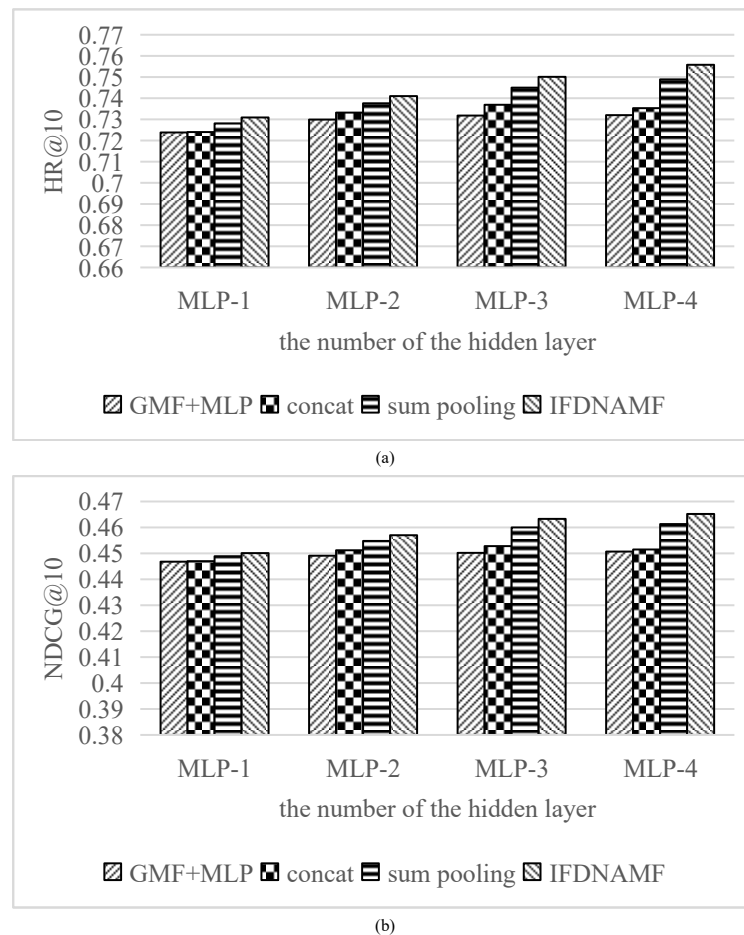 0.77
0.76
0.75
0.74
0.73
0.72
0.71
0.7
0.69
0.68
0.67
0.66
HR@10
MLP-1 MLP-2 MLP-3 MLP-4
the number of the hidden layer
GMF+MLP concat sum pooling IFDNAMF
(a)
0.47
0.46
0.45
0.44
0.43
0.42
0.41
0.4
0.39
0.38
NDCG@10
MLP-1 MLP-2 MLP-3 MLP-4
the number of the hidden layer
GMF+MLP concat sum pooling IFDNAMF
(b)